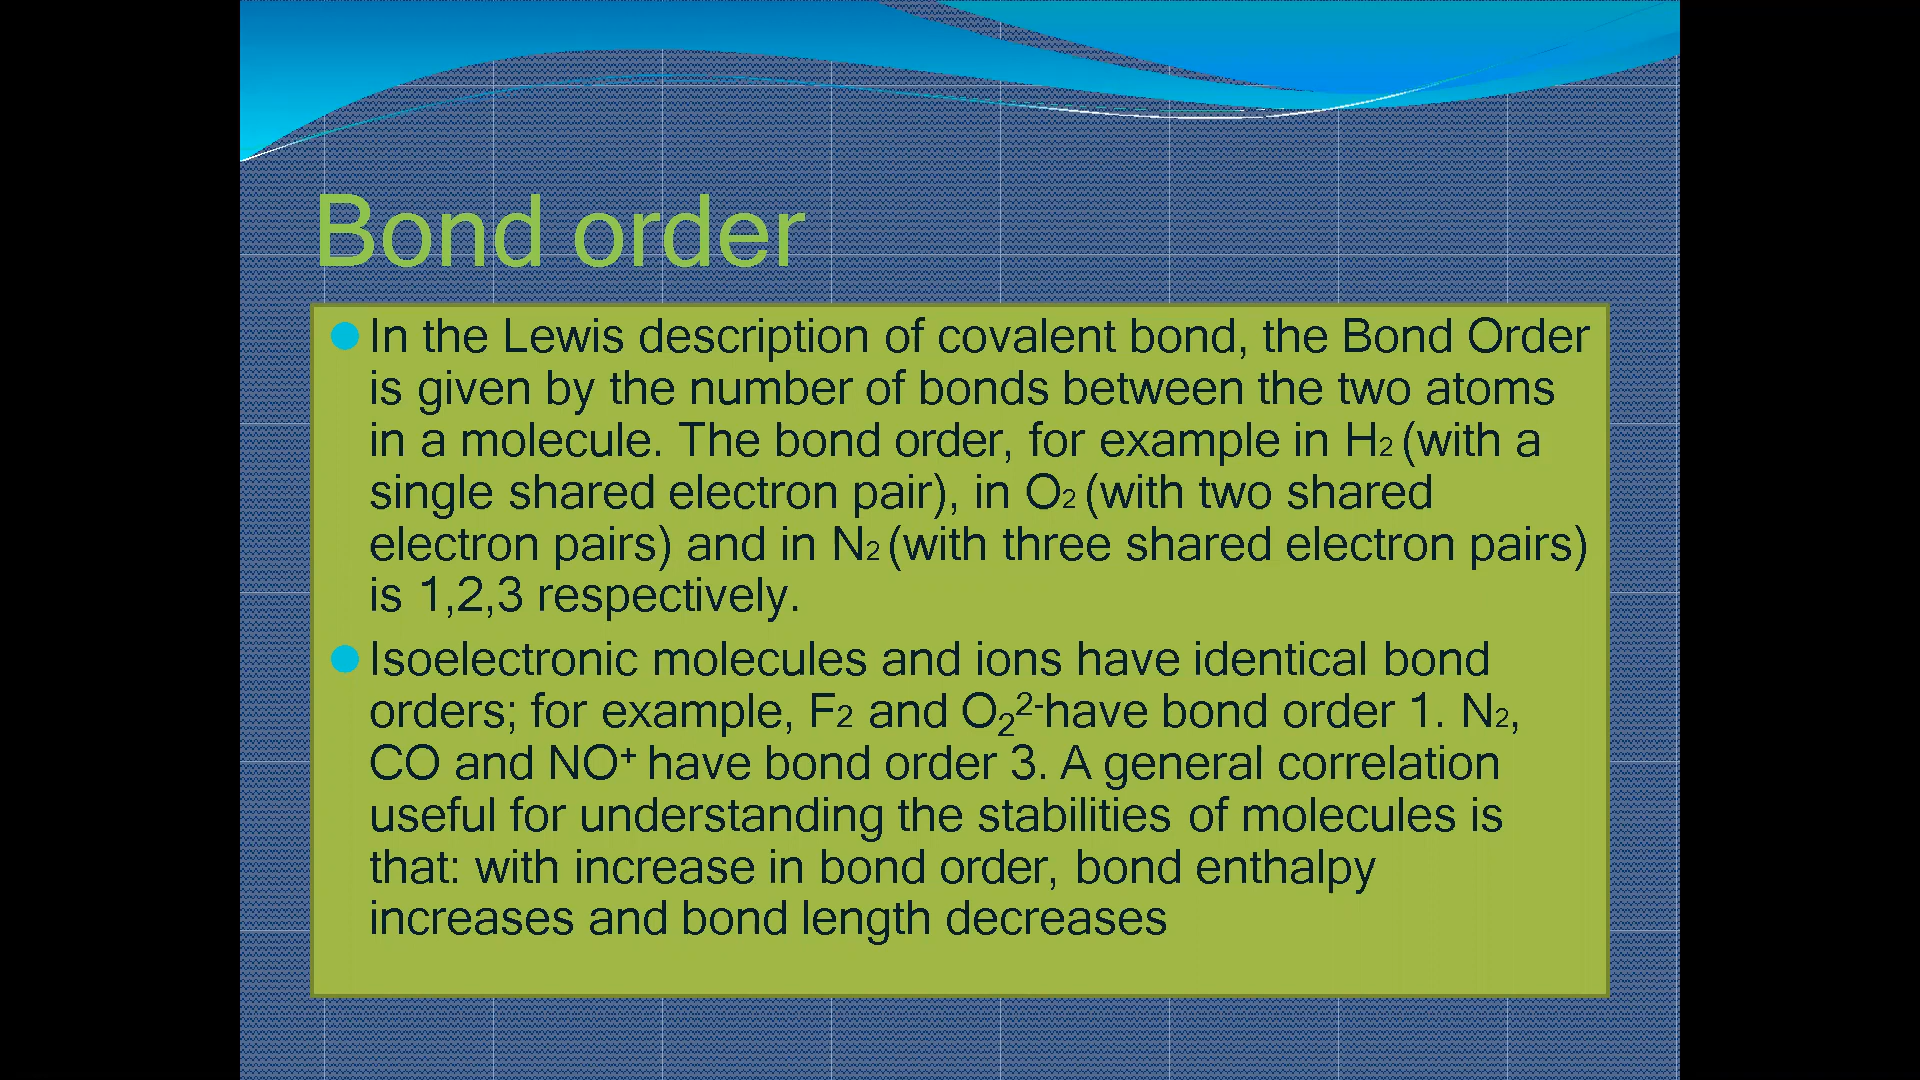 Bond order
In the Lewis description of covalent bond, the Bond Order
is given by the number of bonds between the two atoms
in a molecule. The bond order, for example in H₂ (with a
single shared electron pair), in O₂ (with two shared
electron pairs) and in N₂ (with three shared electron pairs)
is 1,2,3 respectively.
Isoelectronic molecules and ions have identical bond
orders; for example, F₂ and O₂²⁻have bond order 1. N₂,
CO and NO⁺ have bond order 3. A general correlation
useful for understanding the stabilities of molecules is
that: with increase in bond order, bond enthalpy
increases and bond length decreases